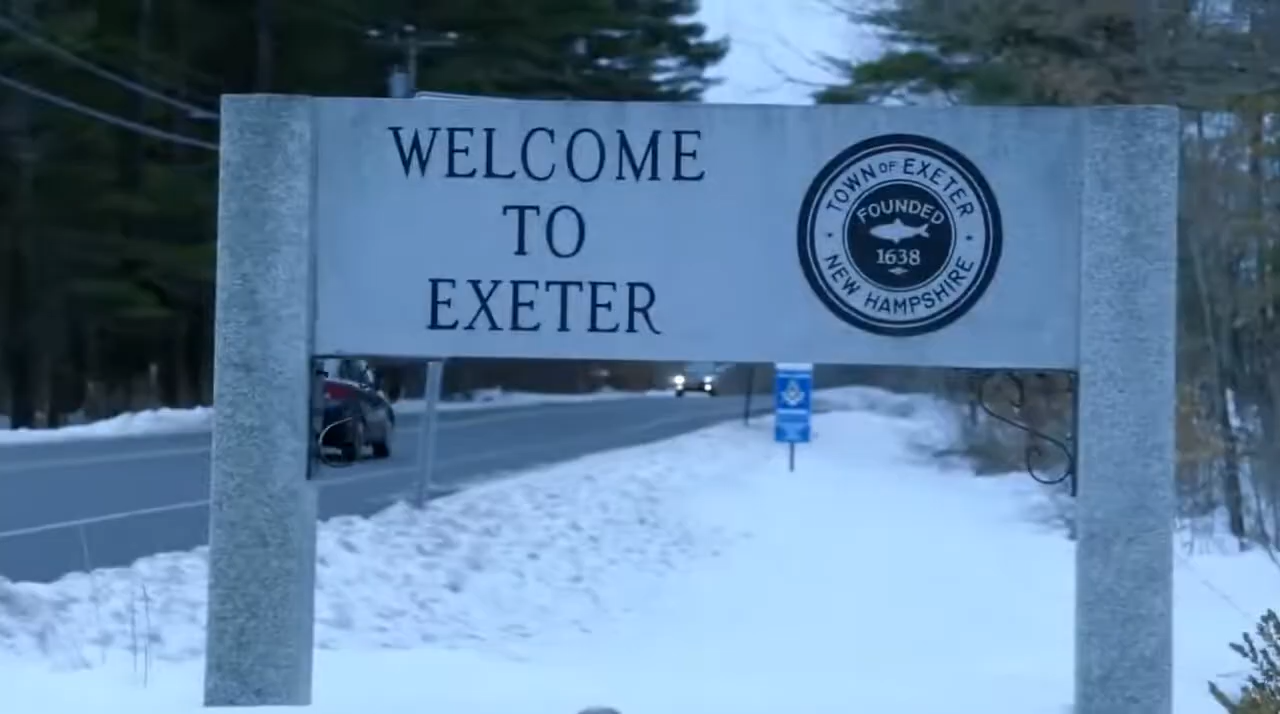 WELCOME
TO
EXETER
TOWN OF EXETER
FOUNDED
1638
NEW HAMPSHIRE